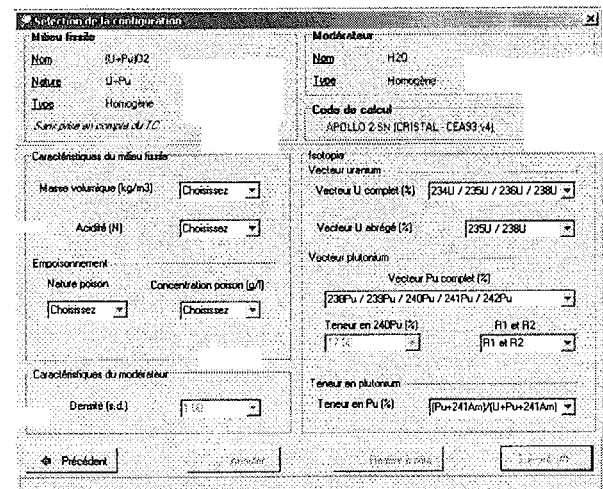 Sélection de la configuration
Milieu fissile
Nom (U+Pu)O2
Nature U+Pu
Type Homogène
Sans prise en compte du TC
Modérateur
Nom H2O
Type Homogène
Code de calcul
APOLLO 2-SN (CRISTAL - CEA93 v4)
Caractéristiques du milieu fissile
Masse volumique (kg/m3) Choisissez
Acidité (N) Choisissez
Empoisonnement
Nature poison Concentration poison (g/l)
Choisissez Choisissez
Caractéristiques du modérateur
Densité (s.d.) 1.00
Isotopie
Vecteur uranium
Vecteur U complet (%) 234U / 235U / 236U / 238U
Vecteur U abrégé (%) 235U / 238U
Vecteur plutonium
Vecteur Pu complet (%)
238Pu / 239Pu / 240Pu / 241Pu / 242Pu
Teneur en 240Pu (%) R1 et R2
R1 et R2
Teneur en plutonium
Teneur en Pu (%) (Pu+241Am)/(U+Pu+241Am)
Précédent Annuler